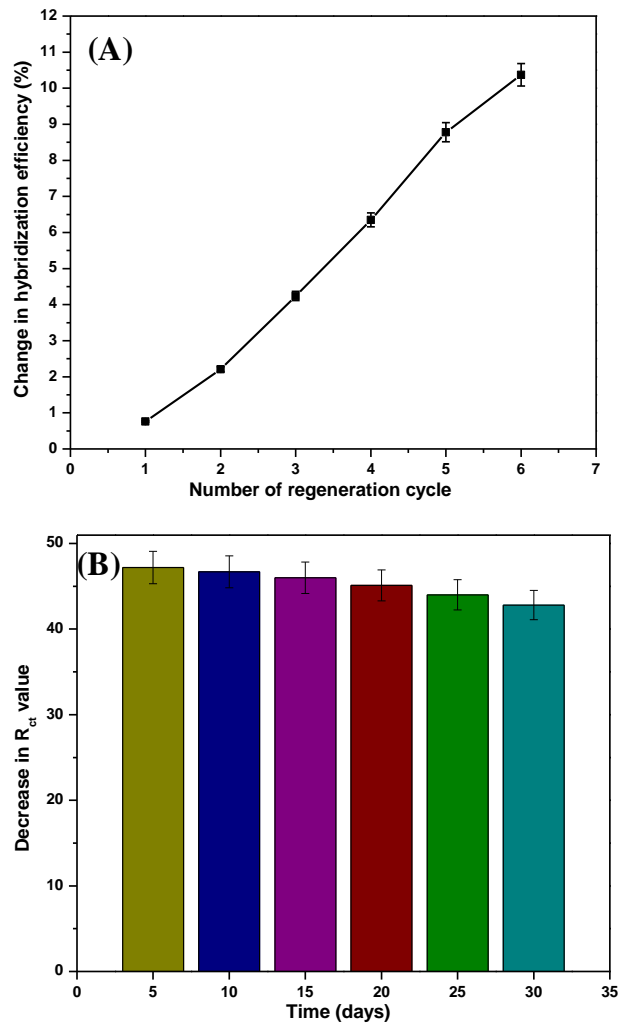 (A)
Change in hybridization efficiency (%)
12
11
10
9
8
7
6
5
4
3
2
1
0
0 1 2 3 4 5 6 7
Number of regeneration cycle
(B)
Decrease in Rct value
50
40
30
20
10
0
0 5 10 15 20 25 30 35
Time (days)